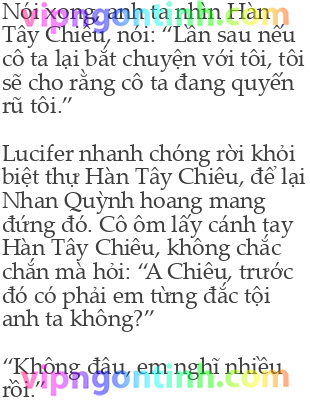 Nói xong, anh ta nhìn Hàn
vipngontinh.com
Tây Chiêu, nói: “Lần sau nếu
cô ta lại bắt chuyện với tôi, tôi
sẽ cho rằng cô ta đang quyến
rũ tôi.”
Lucifer nhanh chóng rời khỏi
biệt thự Hàn Tây Chiêu, để lại
Nhan Quỳnh hoang mang
đứng đó. Cô ôm lấy cánh tay
Hàn Tây Chiêu, không chắc
chắn mà hỏi: “A Chiêu, trước
đó có phải em từng đắc tội
anh ta không?”
“Không đâu, em nghĩ nhiều
vipngontinh.com
rồi.”